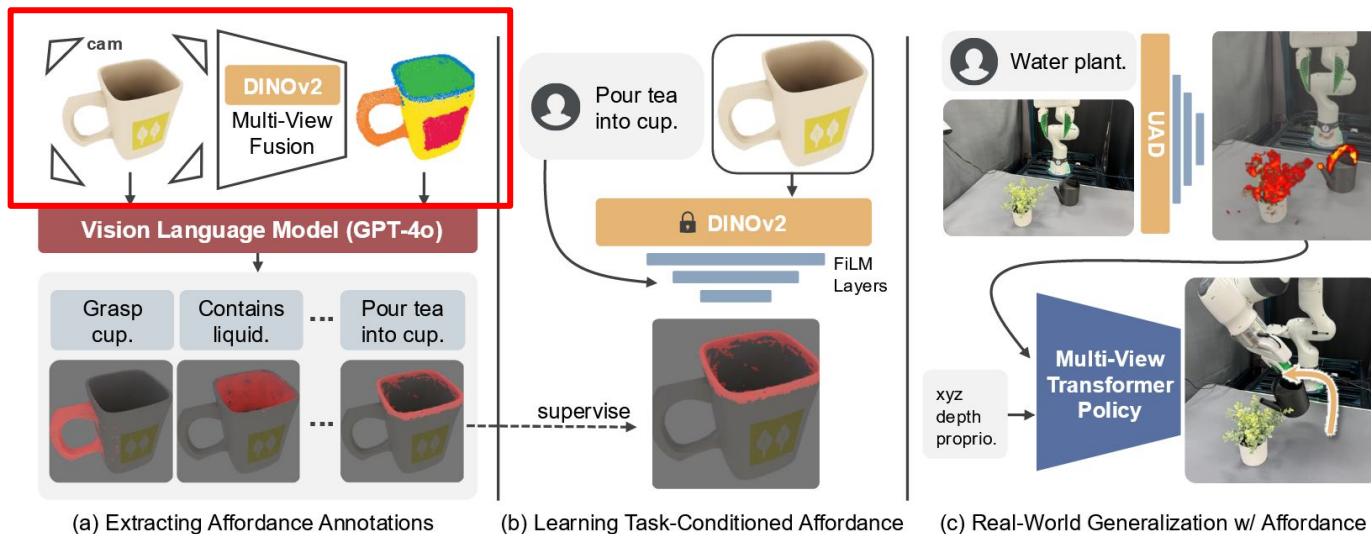 cam
DINOv2
Multi-View
Fusion
Vision Language Model (GPT-4o)
Grasp
cup.
Contains
liquid.
...
Pour tea
into cup.
...
(a) Extracting Affordance Annotations
Pour tea
into cup.
DINOv2
FiLM
Layers
supervise
(b) Learning Task-Conditioned Affordance
Water plant.
UAD
xyz
depth
proprio.
Multi-View
Transformer
Policy
(c) Real-World Generalization w/ Affordance